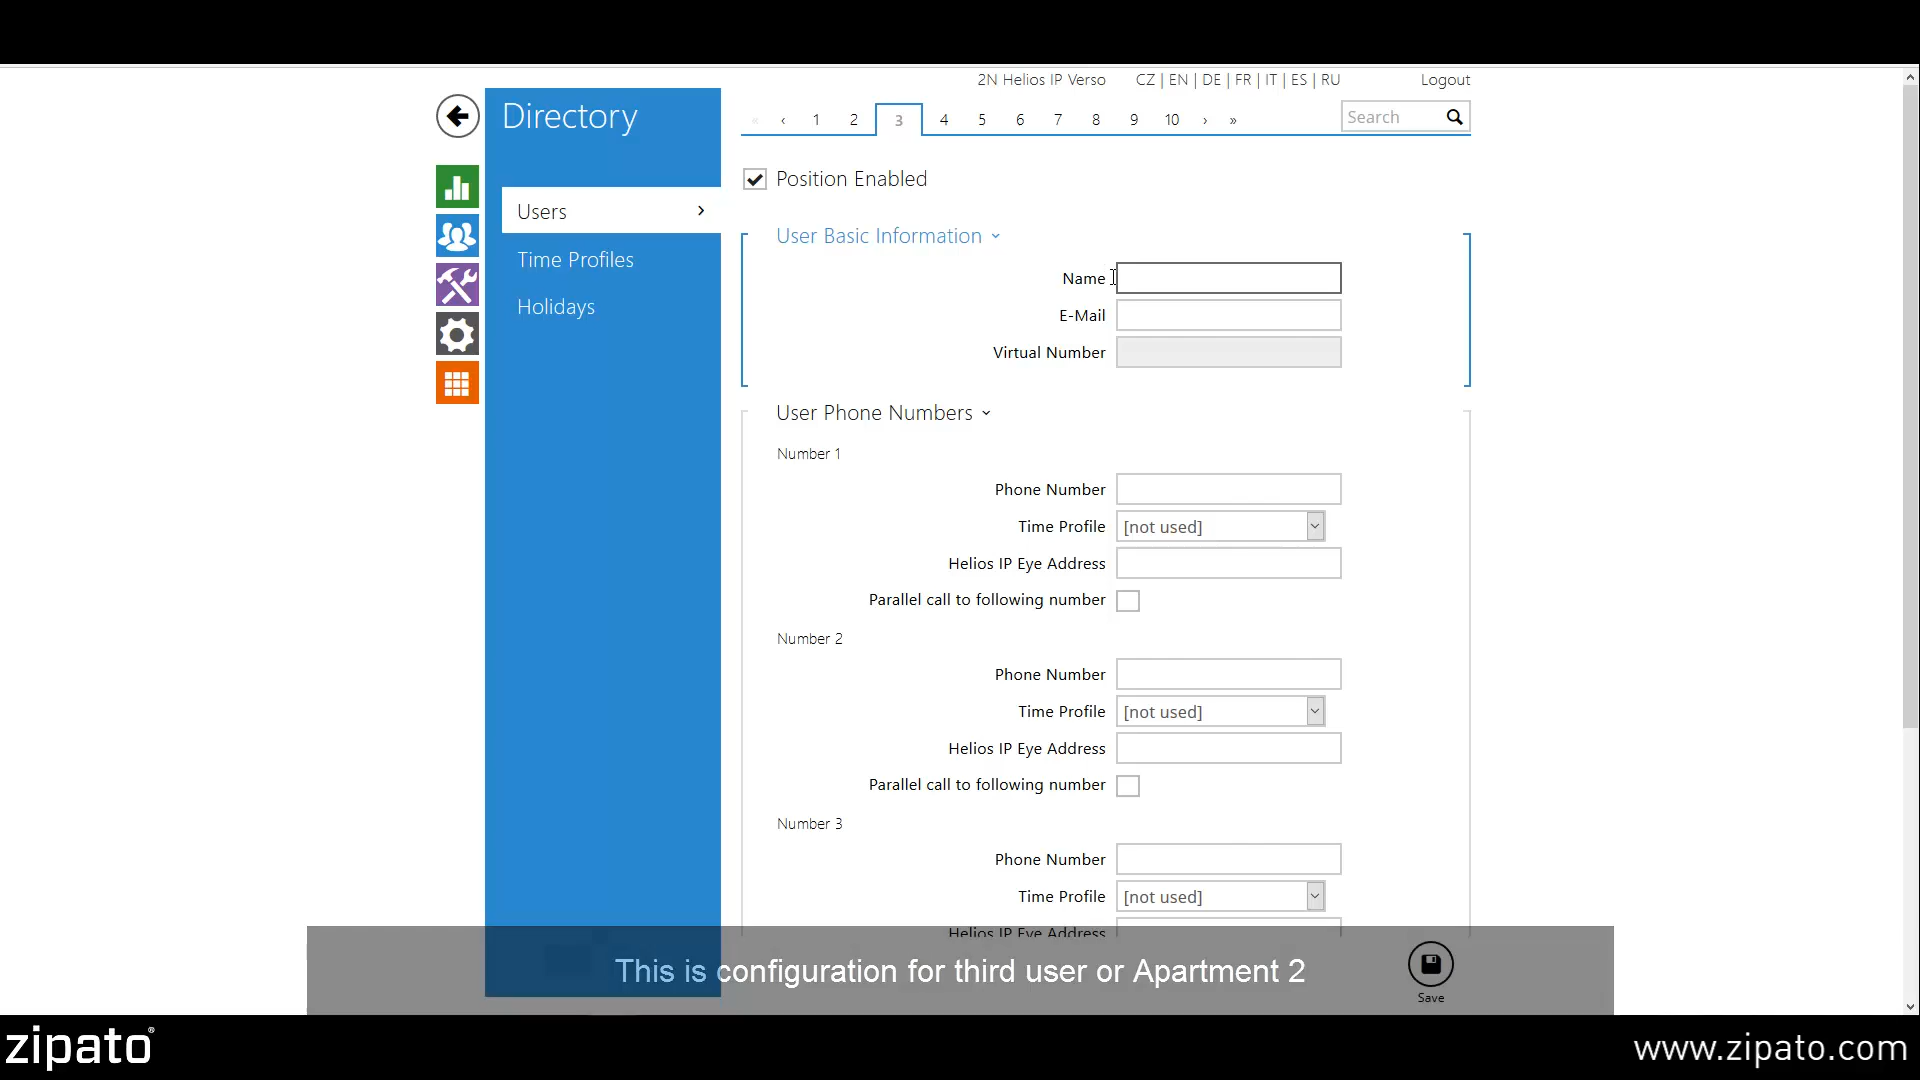 2N Helios IP Verso CZ | EN | DE | FR | IT | ES | RU Logout
Directory
« ‹ 1 2 3 4 5 6 7 8 9 10 › »
Search
Position Enabled
Users
Time Profiles
Holidays
User Basic Information
Name
E-Mail
Virtual Number
User Phone Numbers
Number 1
Phone Number
Time Profile [not used]
Helios IP Eye Address
Parallel call to following number
Number 2
Phone Number
Time Profile [not used]
Helios IP Eye Address
Parallel call to following number
Number 3
Phone Number
Time Profile [not used]
Helios IP Eye Address
This is configuration for third user or Apartment 2
Save
zipato®
www.zipato.com